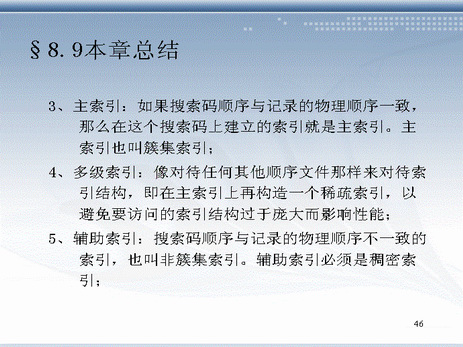 §8.9本章总结
3、主索引：如果搜索码顺序与记录的物理顺序一致，
那么在这个搜索码上建立的索引就是主索引。主
索引也叫簇集索引；
4、多级索引：像对待任何其他顺序文件那样来对待索
引结构，即在主索引上再构造一个稀疏索引，以
避免要访问的索引结构过于庞大而影响性能；
5、辅助索引：搜索码顺序与记录的物理顺序不一致的
索引，也叫非簇集索引。辅助索引必须是稠密索
引；
46